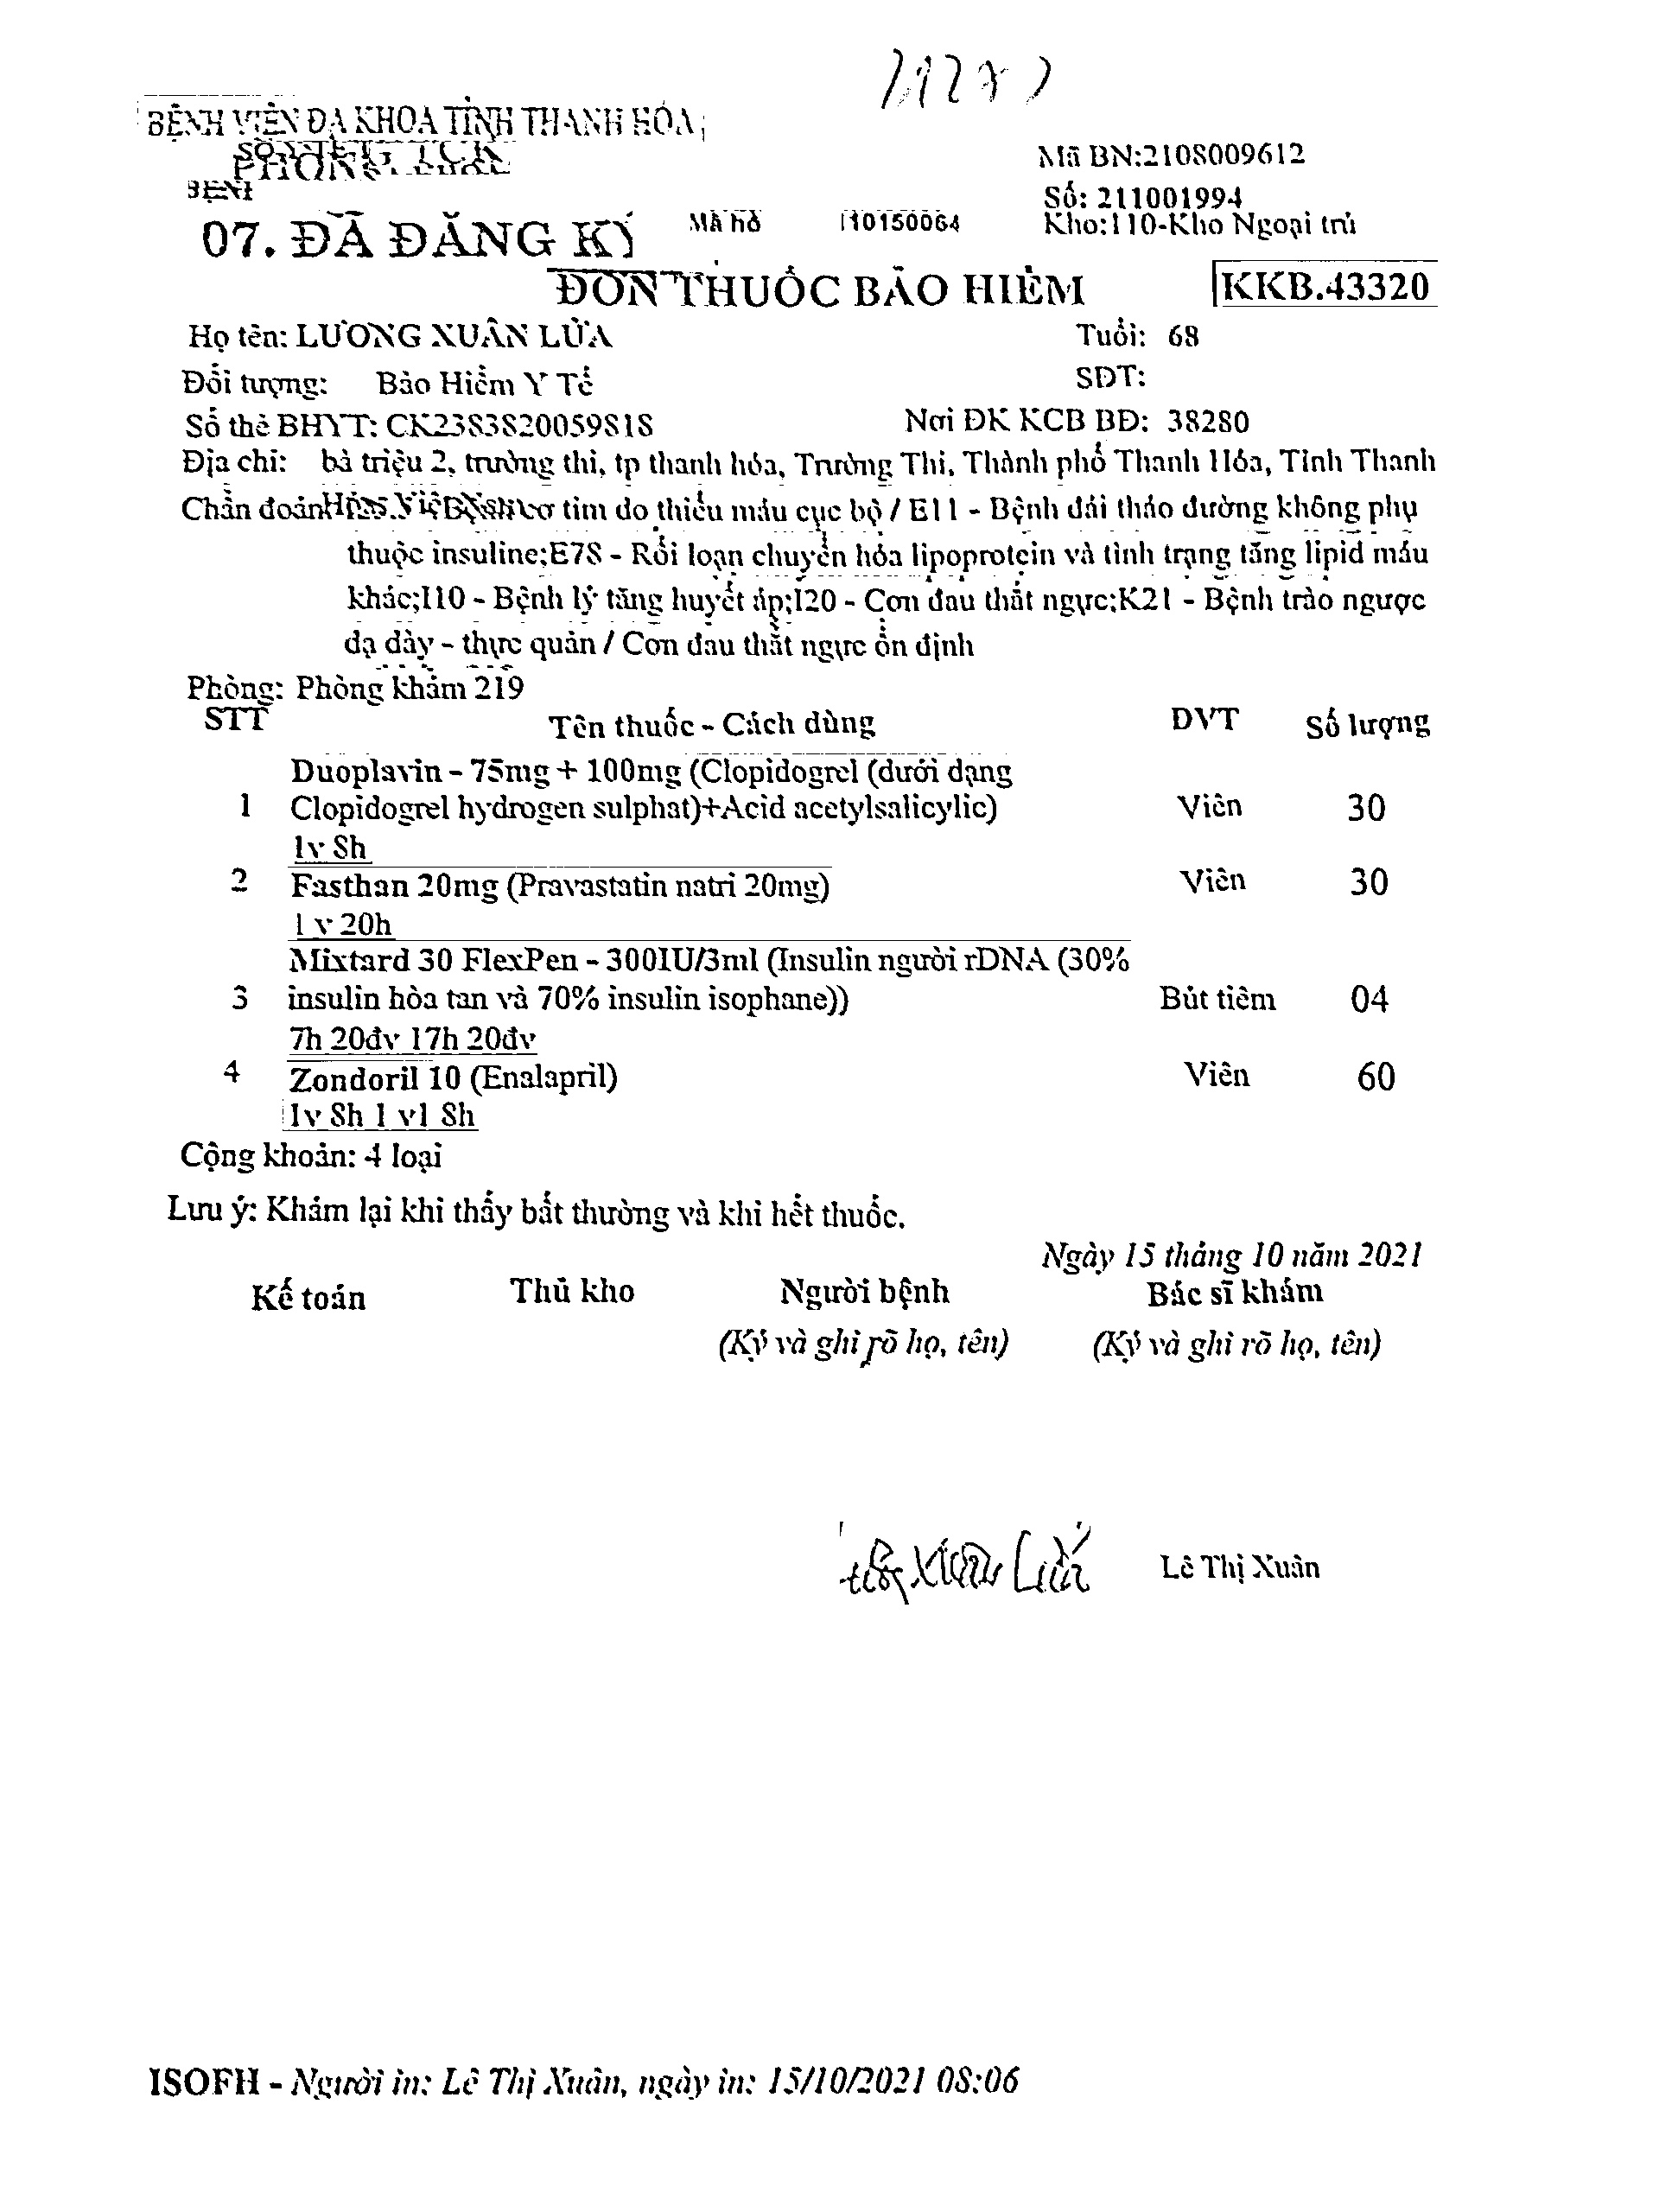 BỆNH VIỆN ĐA KHOA TỈNH THANH HÓA
Mã BN:2108009612
Số: 211001994
Mã hồ 110150064
Kho:110-Kho Ngoại trú
07. ĐÃ ĐĂNG KÝ
ĐƠN THUỐC BẢO HIỂM
KKB.43320
Họ tên: LƯƠNG XUÂN LỬA Tuổi: 68
Đối tượng: Bảo Hiểm Y Tế SĐT:
Số thẻ BHYT: CK2383820059818 Nơi ĐK KCB BĐ: 38280
Địa chỉ: bà triệu 2, trường thi, tp thanh hóa, Trường Thi, Thành phố Thanh Hóa, Tỉnh Thanh
Chẩn đoán cơ tim do thiếu máu cục bộ / E11 - Bệnh đái tháo đường không phụ
thuộc insuline;E78 - Rối loạn chuyển hóa lipoprotein và tình trạng tăng lipid máu
khác;I10 - Bệnh lý tăng huyết áp;I20 - Cơn đau thắt ngực;K21 - Bệnh trào ngược
dạ dày - thực quản / Cơn đau thắt ngực ổn định
Phòng: Phòng khám 219
STT Tên thuốc - Cách dùng ĐVT Số lượng
Duoplavin - 75mg + 100mg (Clopidogrel (dưới dạng
1 Clopidogrel hydrogen sulphat)+Acid acetylsalicylic) Viên 30
1v 8h
2 Fasthan 20mg (Pravastatin natri 20mg) Viên 30
1 v 20h
Mixtard 30 FlexPen - 300IU/3ml (Insulin người rDNA (30%
3 insulin hòa tan và 70% insulin isophane)) Bút tiêm 04
7h 20đv 17h 20đv
4 Zondoril 10 (Enalapril) Viên 60
1v 8h 1 v1 8h
Cộng khoản: 4 loại
Lưu ý: Khám lại khi thấy bất thường và khi hết thuốc.
Ngày 15 tháng 10 năm 2021
Kế toán Thủ kho Người bệnh Bác sĩ khám
(Ký và ghi rõ họ, tên) (Ký và ghi rõ họ, tên)
Lê Thị Xuân
ISOFH - Người in: Lê Thị Xuân, ngày in: 15/10/2021 08:06